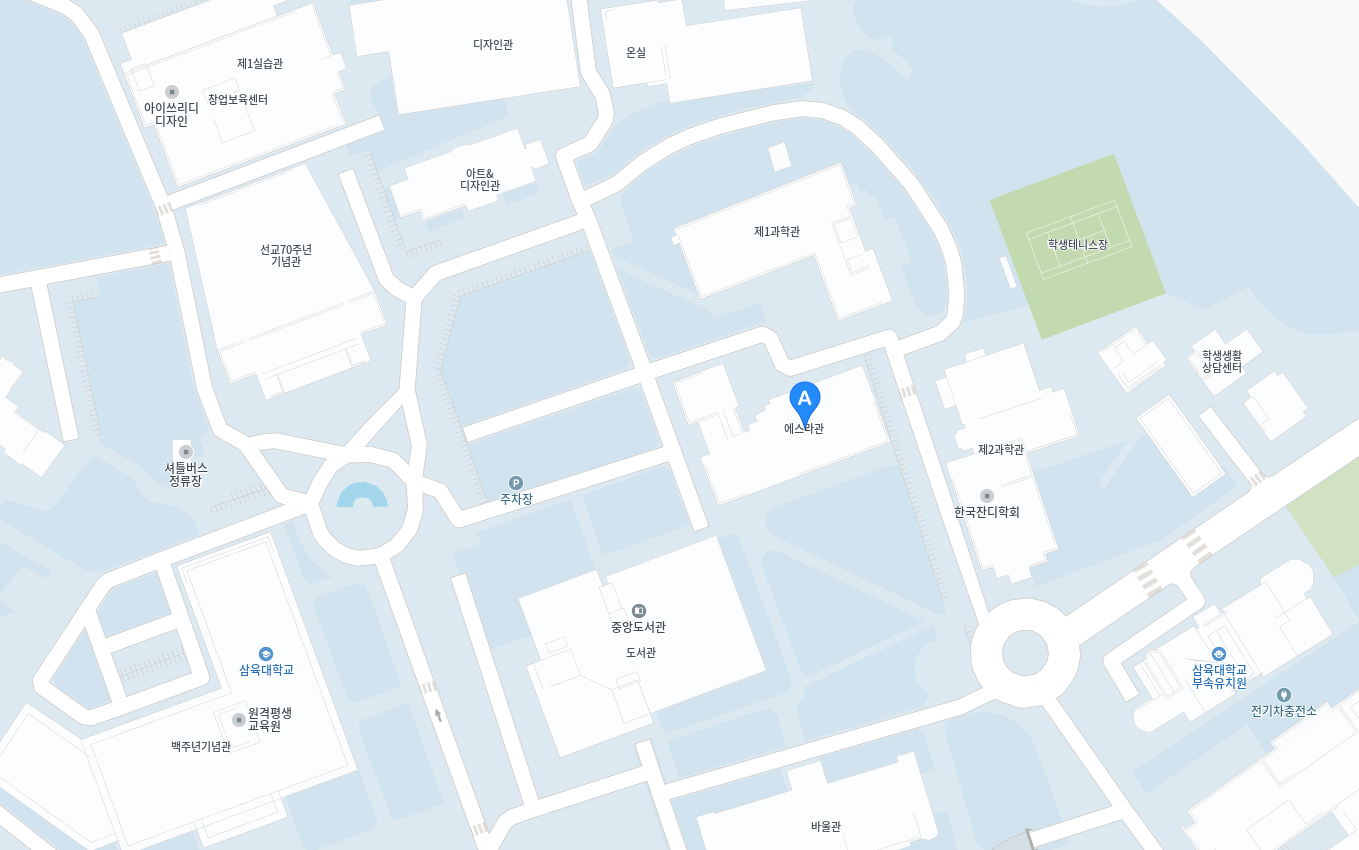 디자인관
온실
제1실습관
창업보육센터
아이쓰리디
디자인
아트&
디자인관
제1과학관
학생테니스장
선교70주년
기념관
학생생활
상담센터
A
에스라관
제2과학관
셔틀버스
정류장
P
주차장
한국잔디학회
중앙도서관
도서관
삼육대학교
삼육대학교
부속유치원
원격평생
교육원
전기차충전소
백주년기념관
바울관